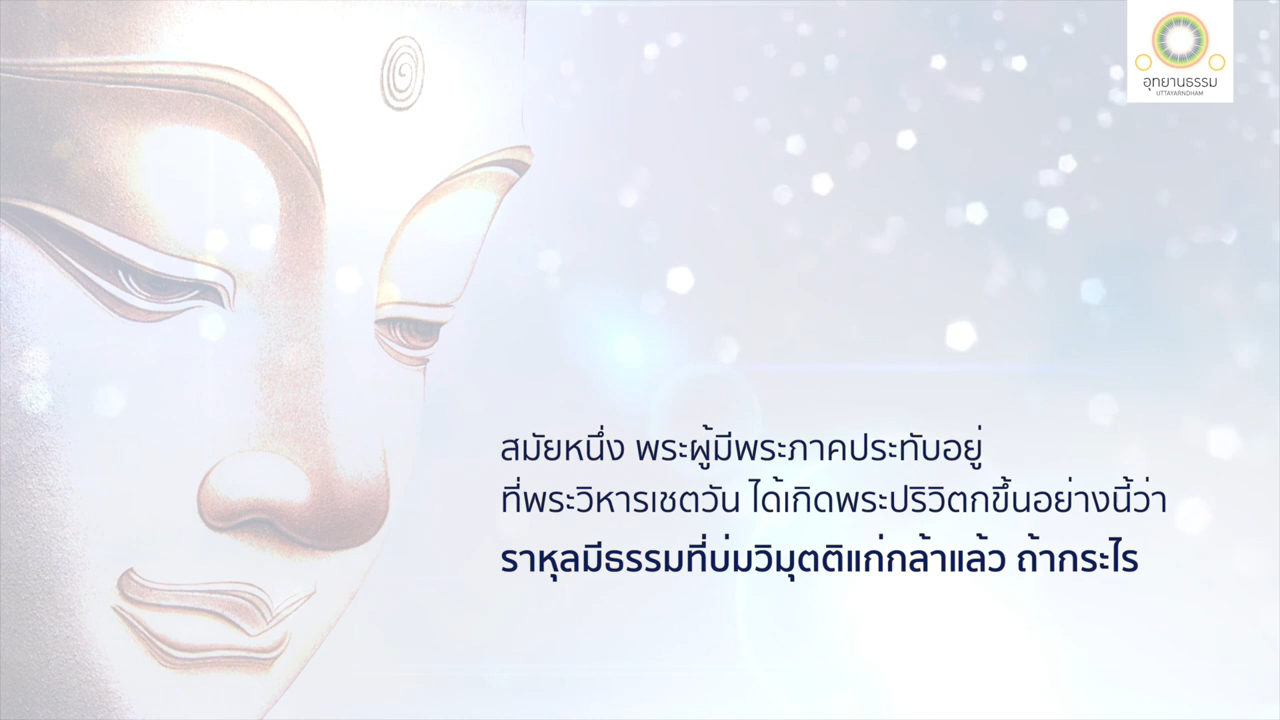 อุทยานธรรม
UTTAYARNDHAM
สมัยหนึ่ง พระผู้มีพระภาคประทับอยู่
ที่พระวิหารเชตวัน ได้เกิดพระปริวิตกขึ้นอย่างนี้ว่า
ราหุลมีธรรมที่บ่มวิมุตติแก่กล้าแล้ว ถ้ากระไร